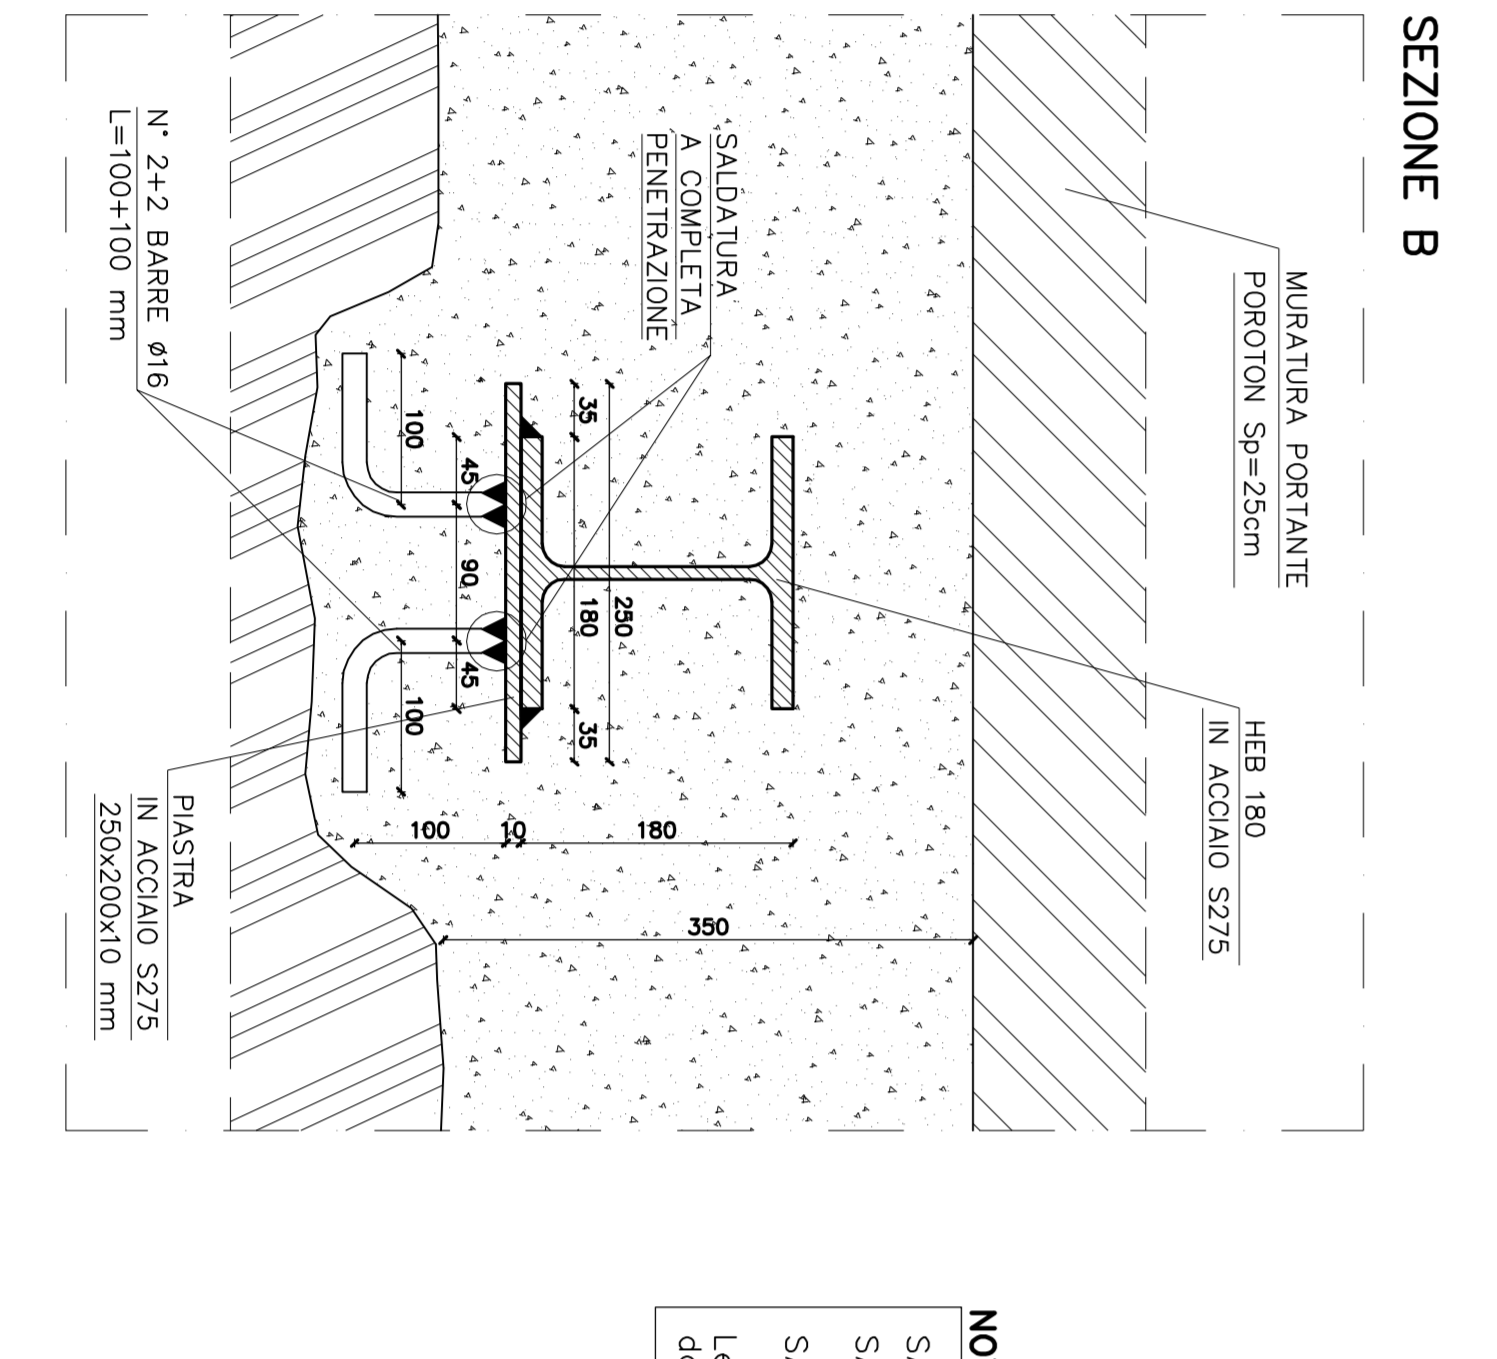 SEZIONE B
MURATURA PORTANTE
POROTON Sp=25cm
HEB 180
IN ACCIAIO S275
SALDATURA
A COMPLETA
PENETRAZIONE
250
35
180
35
45
90
45
100
100
180
10
100
350
N° 2+2 BARRE ø16
L=100+100 mm
PIASTRA
IN ACCIAIO S275
250x200x10 mm